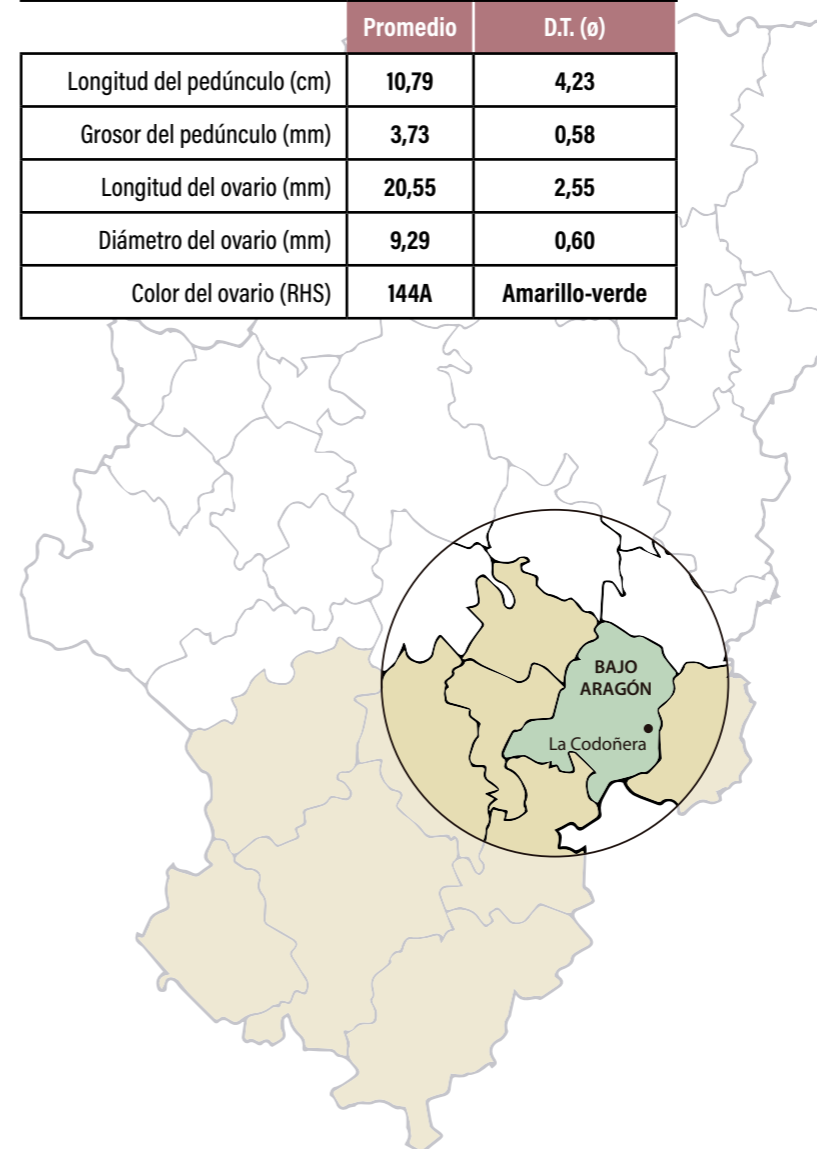 Promedio D.T. (ø)
Longitud del pedúnculo (cm) 10,79 4,23
Grosor del pedúnculo (mm) 3,73 0,58
Longitud del ovario (mm) 20,55 2,55
Diámetro del ovario (mm) 9,29 0,60
Color del ovario (RHS) 144A Amarillo-verde
BAJO
ARAGÓN
La Codoñera